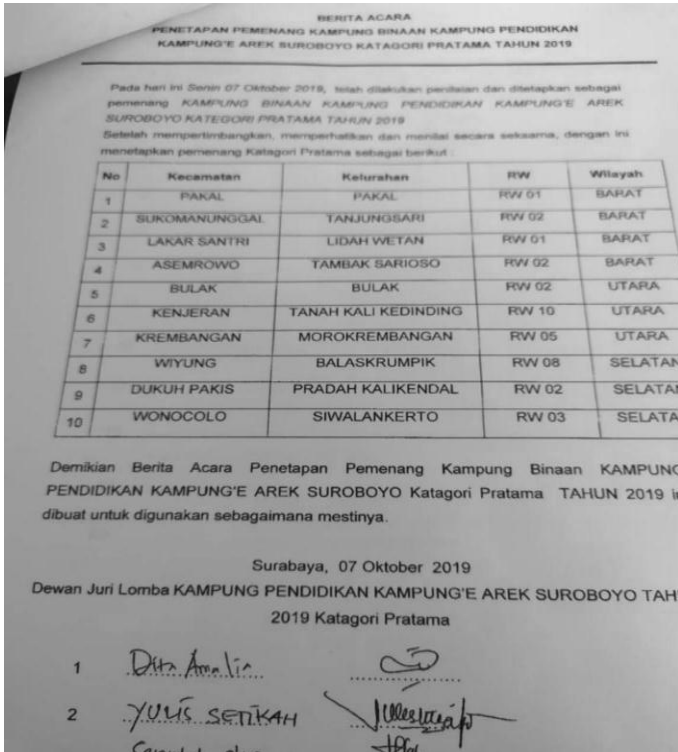 BERITA ACARA
PENETAPAN PEMENANG KAMPUNG BINAAN KAMPUNG PENDIDIKAN
KAMPUNG'E AREK SUROBOYO KATAGORI PRATAMA TAHUN 2019
Pada hari ini Senin 07 Oktober 2019, telah dilakukan penilaian dan ditetapkan sebagai
pemenang KAMPUNG BINAAN KAMPUNG PENDIDIKAN KAMPUNG'E AREK
SUROBOYO KATEGORI PRATAMA TAHUN 2019
Setelah mempertimbangkan, memperhatikan dan menilai secara seksama, dengan ini
menetapkan pemenang Katagori Pratama sebagai berikut :
No Kecamatan Kelurahan RW Wilayah
1 PAKAL PAKAL RW 01 BARAT
2 SUKOMANUNGGAL TANJUNGSARI RW 02 BARAT
3 LAKAR SANTRI LIDAH WETAN RW 01 BARAT
4 ASEMROWO TAMBAK SARIOSO RW 02 BARAT
5 BULAK BULAK RW 02 UTARA
6 KENJERAN TANAH KALI KEDINDING RW 10 UTARA
7 KREMBANGAN MOROKREMBANGAN RW 05 UTARA
8 WIYUNG BALASKRUMPIK RW 08 SELATAN
9 DUKUH PAKIS PRADAH KALIKENDAL RW 02 SELATA
10 WONOCOLO SIWALANKERTO RW 03 SELATA
Demikian Berita Acara Penetapan Pemenang Kampung Binaan KAMPUNG
PENDIDIKAN KAMPUNG'E AREK SUROBOYO Katagori Pratama TAHUN 2019 i
dibuat untuk digunakan sebagaimana mestinya.
Surabaya, 07 Oktober 2019
Dewan Juri Lomba KAMPUNG PENDIDIKAN KAMPUNG'E AREK SUROBOYO TAH
2019 Katagori Pratama
1 Dita Amalia
2 YULIS SETIKAH